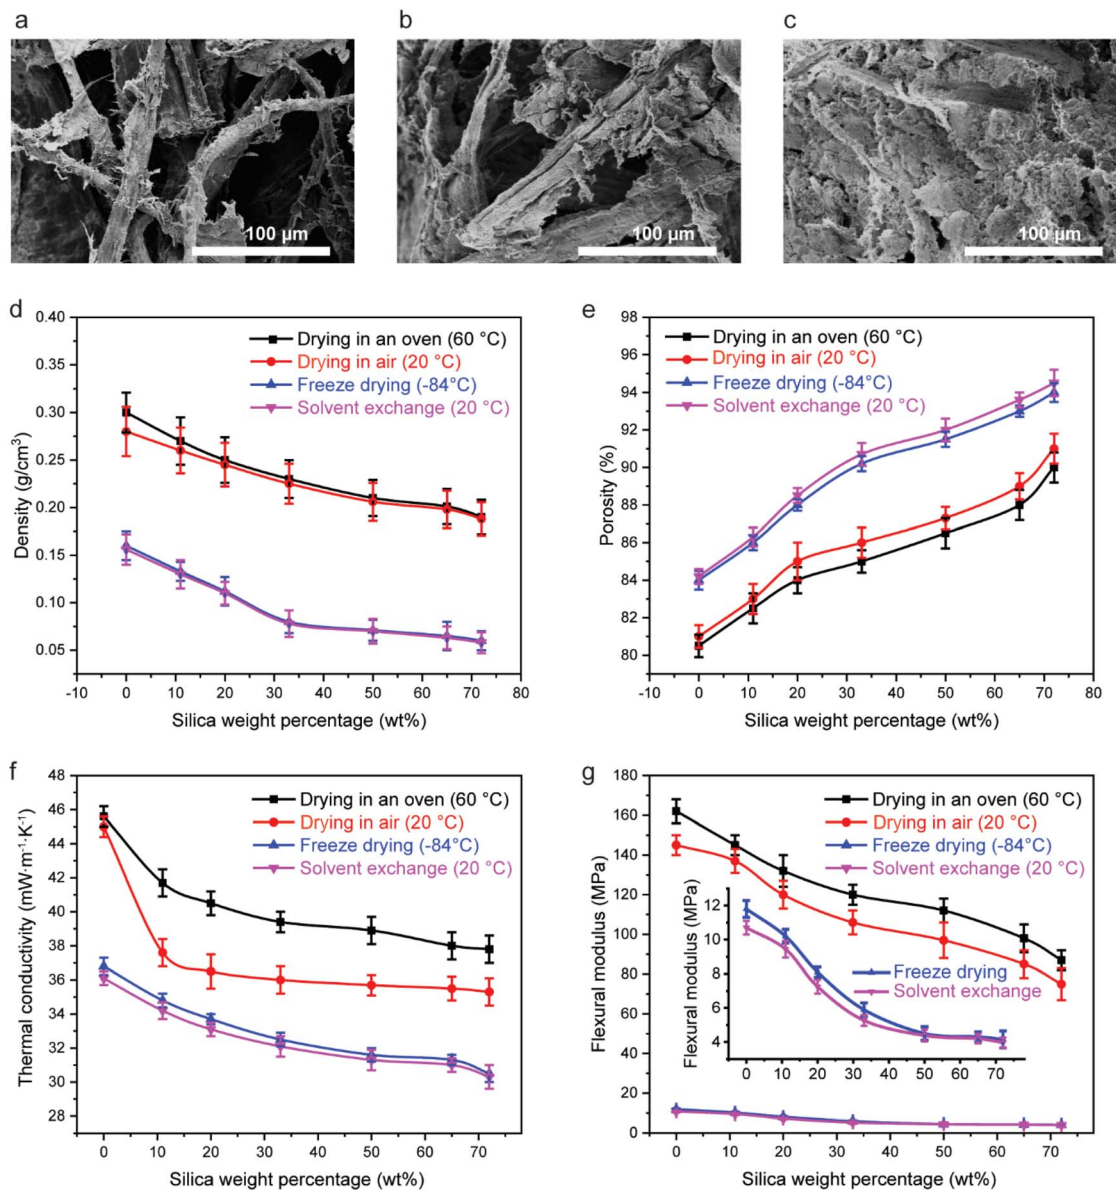 a
b
c
100 μm
100 μm
100 μm
d
0.40
0.35
0.30
0.25
0.20
0.15
0.10
0.05
Density (g/cm³)
Drying in an oven (60 °C)
Drying in air (20 °C)
Freeze drying (-84°C)
Solvent exchange (20 °C)
-10 0 10 20 30 40 50 60 70 80
Silica weight percentage (wt%)
e
98
96
94
92
90
88
86
84
82
80
Porosity (%)
Drying in an oven (60 °C)
Drying in air (20 °C)
Freeze drying (-84°C)
Solvent exchange (20 °C)
-10 0 10 20 30 40 50 60 70 80
Silica weight percentage (wt%)
f
48
46
44
42
40
38
36
34
32
30
28
Thermal conductivity (mW·m⁻¹·K⁻¹)
Drying in an oven (60 °C)
Drying in air (20 °C)
Freeze drying (-84°C)
Solvent exchange (20 °C)
0 10 20 30 40 50 60 70
Silica weight percentage (wt%)
g
180
160
140
120
100
80
60
40
20
0
Flexural modulus (MPa)
Drying in an oven (60 °C)
Drying in air (20 °C)
Freeze drying (-84°C)
Solvent exchange (20 °C)
12
10
8
6
4
Flexural modulus (MPa)
Freeze drying
Solvent exchange
0 10 20 30 40 50 60 70
0 10 20 30 40 50 60 70
Silica weight percentage (wt%)